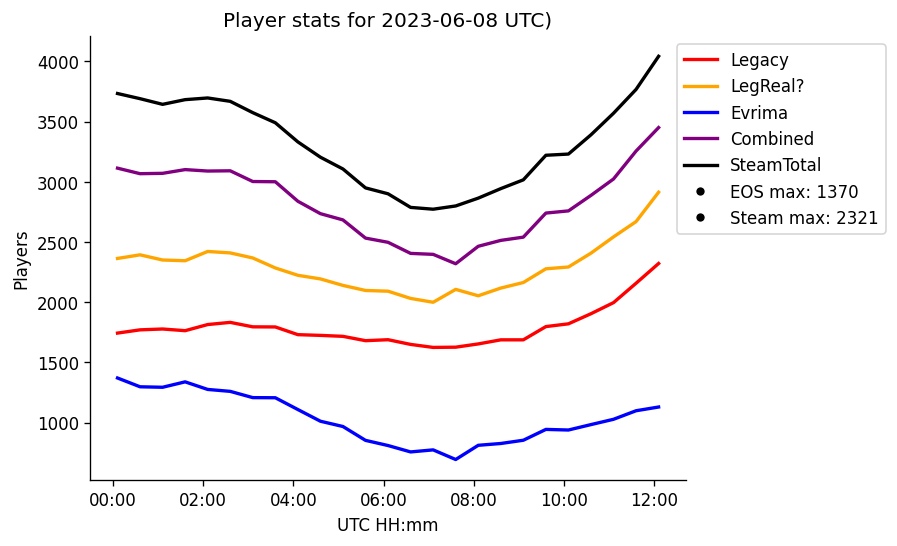 Player stats for 2023-06-08 UTC)
Players
4000
3500
3000
2500
2000
1500
1000
00:00 02:00 04:00 06:00 08:00 10:00 12:00
UTC HH:mm
Legacy
LegReal?
Evrima
Combined
SteamTotal
EOS max: 1370
Steam max: 2321